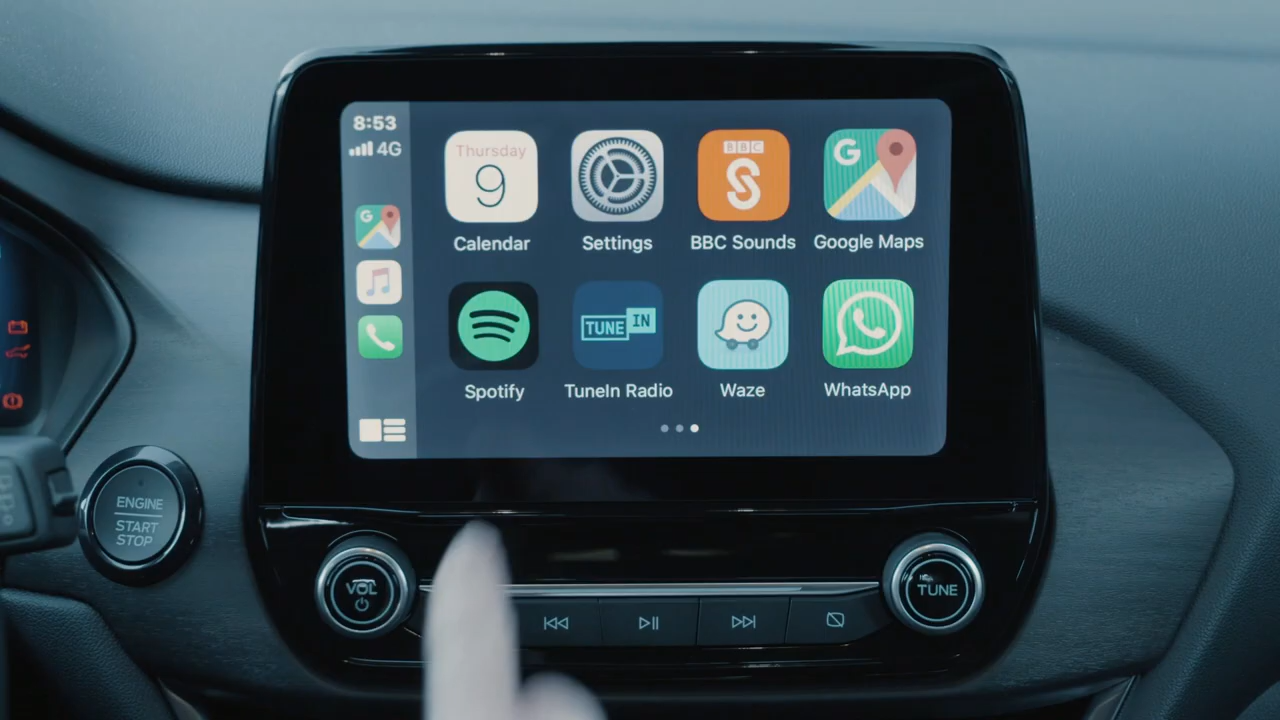 8:53
4G
Thursday
9
Calendar
Settings
BBC
S
BBC Sounds
G
Google Maps
G
Spotify
TUNE IN
TuneIn Radio
Waze
WhatsApp
ENGINE
START
STOP
VOL
TUNE